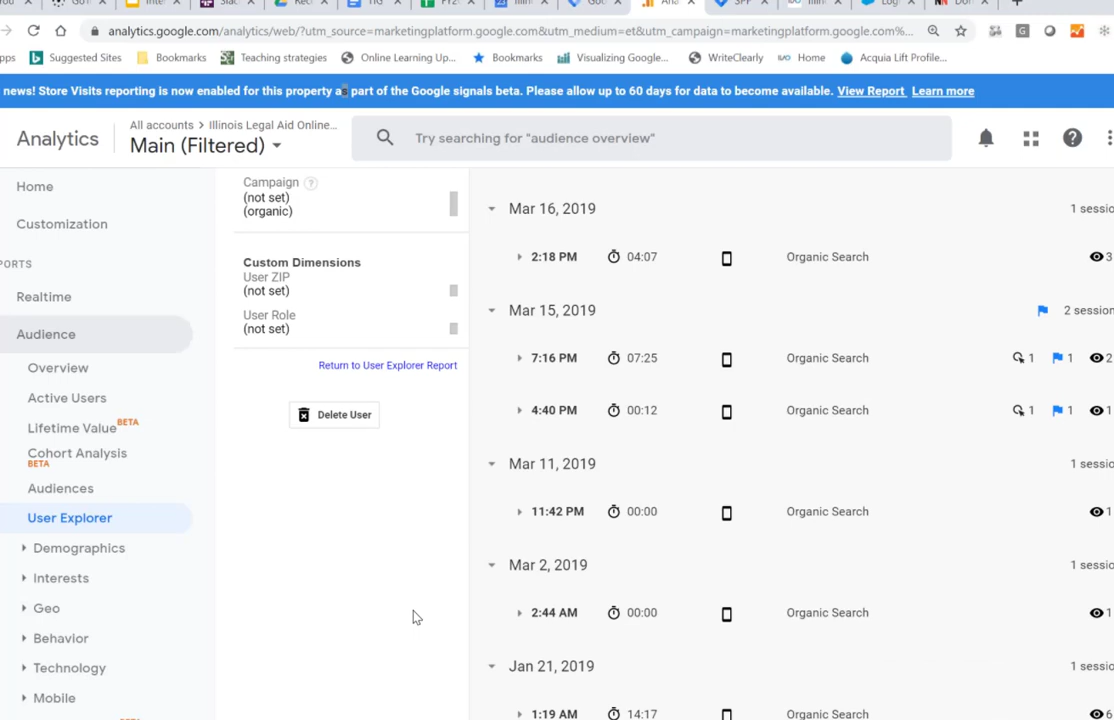 analytics.google.com/analytics/web/?utm_source=marketingplatform.google.com&utm_medium=et&utm_campaign=marketingplatform.google.com%...
Suggested Sites Bookmarks Teaching strategies Online Learning Up... Bookmarks Visualizing Google... WriteClearly Home Acquia Lift Profile...
news! Store Visits reporting is now enabled for this property as part of the Google signals beta. Please allow up to 60 days for data to become available. View Report Learn more
Analytics
All accounts > Illinois Legal Aid Online...
Main (Filtered)
Try searching for "audience overview"
Home
Customization
PORTS
Realtime
Audience
Overview
Active Users
Lifetime Value BETA
Cohort Analysis
BETA
Audiences
User Explorer
Demographics
Interests
Geo
Behavior
Technology
Mobile
Campaign ?
(not set)
(organic)
Custom Dimensions
User ZIP
(not set)
User Role
(not set)
Return to User Explorer Report
Delete User
Mar 16, 2019 1 sessio
2:18 PM 04:07 Organic Search 3
Mar 15, 2019 2 session
7:16 PM 07:25 Organic Search 1 1 2
4:40 PM 00:12 Organic Search 1 1 1
Mar 11, 2019 1 sessio
11:42 PM 00:00 Organic Search 1
Mar 2, 2019 1 sessio
2:44 AM 00:00 Organic Search 1
Jan 21, 2019 1 sessio
1:19 AM 14:17 Organic Search 6